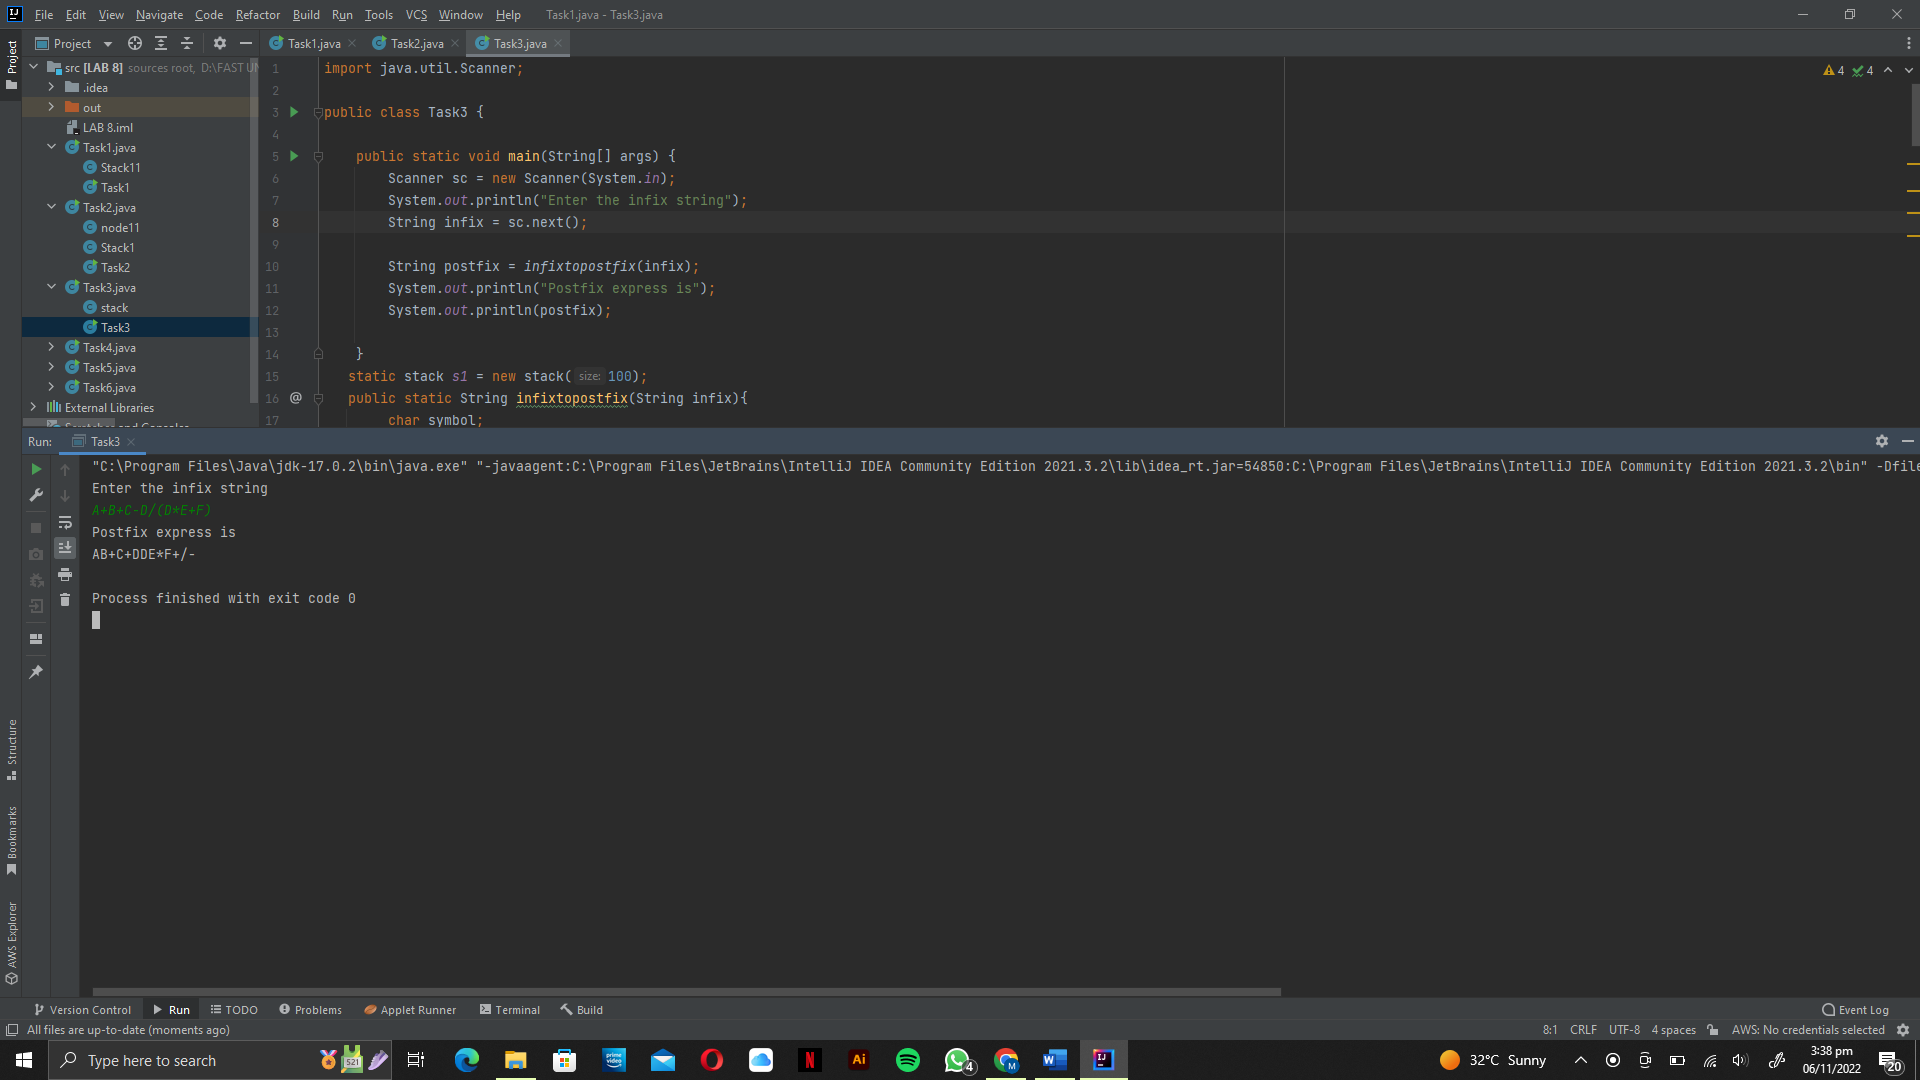 File Edit View Navigate Code Refactor Build Run Tools VCS Window Help Task1.java - Task3.java
Project
Project
Task1.java Task2.java Task3.java
src [LAB 8] sources root, D:\FAST UN
.idea
out
LAB 8.iml
Task1.java
Stack11
Task1
Task2.java
node11
Stack1
Task2
Task3.java
stack
Task3
Task4.java
Task5.java
Task6.java
External Libraries
Scratches and Consoles
1 import java.util.Scanner;
2
3 public class Task3 {
4
5 public static void main(String[] args) {
6 Scanner sc = new Scanner(System.in);
7 System.out.println("Enter the infix string");
8 String infix = sc.next();
9
10 String postfix = infixtopostfix(infix);
11 System.out.println("Postfix express is");
12 System.out.println(postfix);
13
14 }
15 static stack s1 = new stack( size: 100);
16 @ public static String infixtopostfix(String infix){
17 char symbol;
4 4
Run: Task3
"C:\Program Files\Java\jdk-17.0.2\bin\java.exe" "-javaagent:C:\Program Files\JetBrains\IntelliJ IDEA Community Edition 2021.3.2\lib\idea_rt.jar=54850:C:\Program Files\JetBrains\IntelliJ IDEA Community Edition 2021.3.2\bin" -Dfile
Enter the infix string
A+B+C-D/(D*E+F)
Postfix express is
AB+C+DDE*F+/-
Process finished with exit code 0
Structure
Bookmarks
AWS Explorer
Version Control Run TODO Problems Applet Runner Terminal Build Event Log
All files are up-to-date (moments ago) 8:1 CRLF UTF-8 4 spaces AWS: No credentials selected
Type here to search
521
prime video
N
Ai
4
M
W
IJ
32°C Sunny
3:38 pm
06/11/2022
20